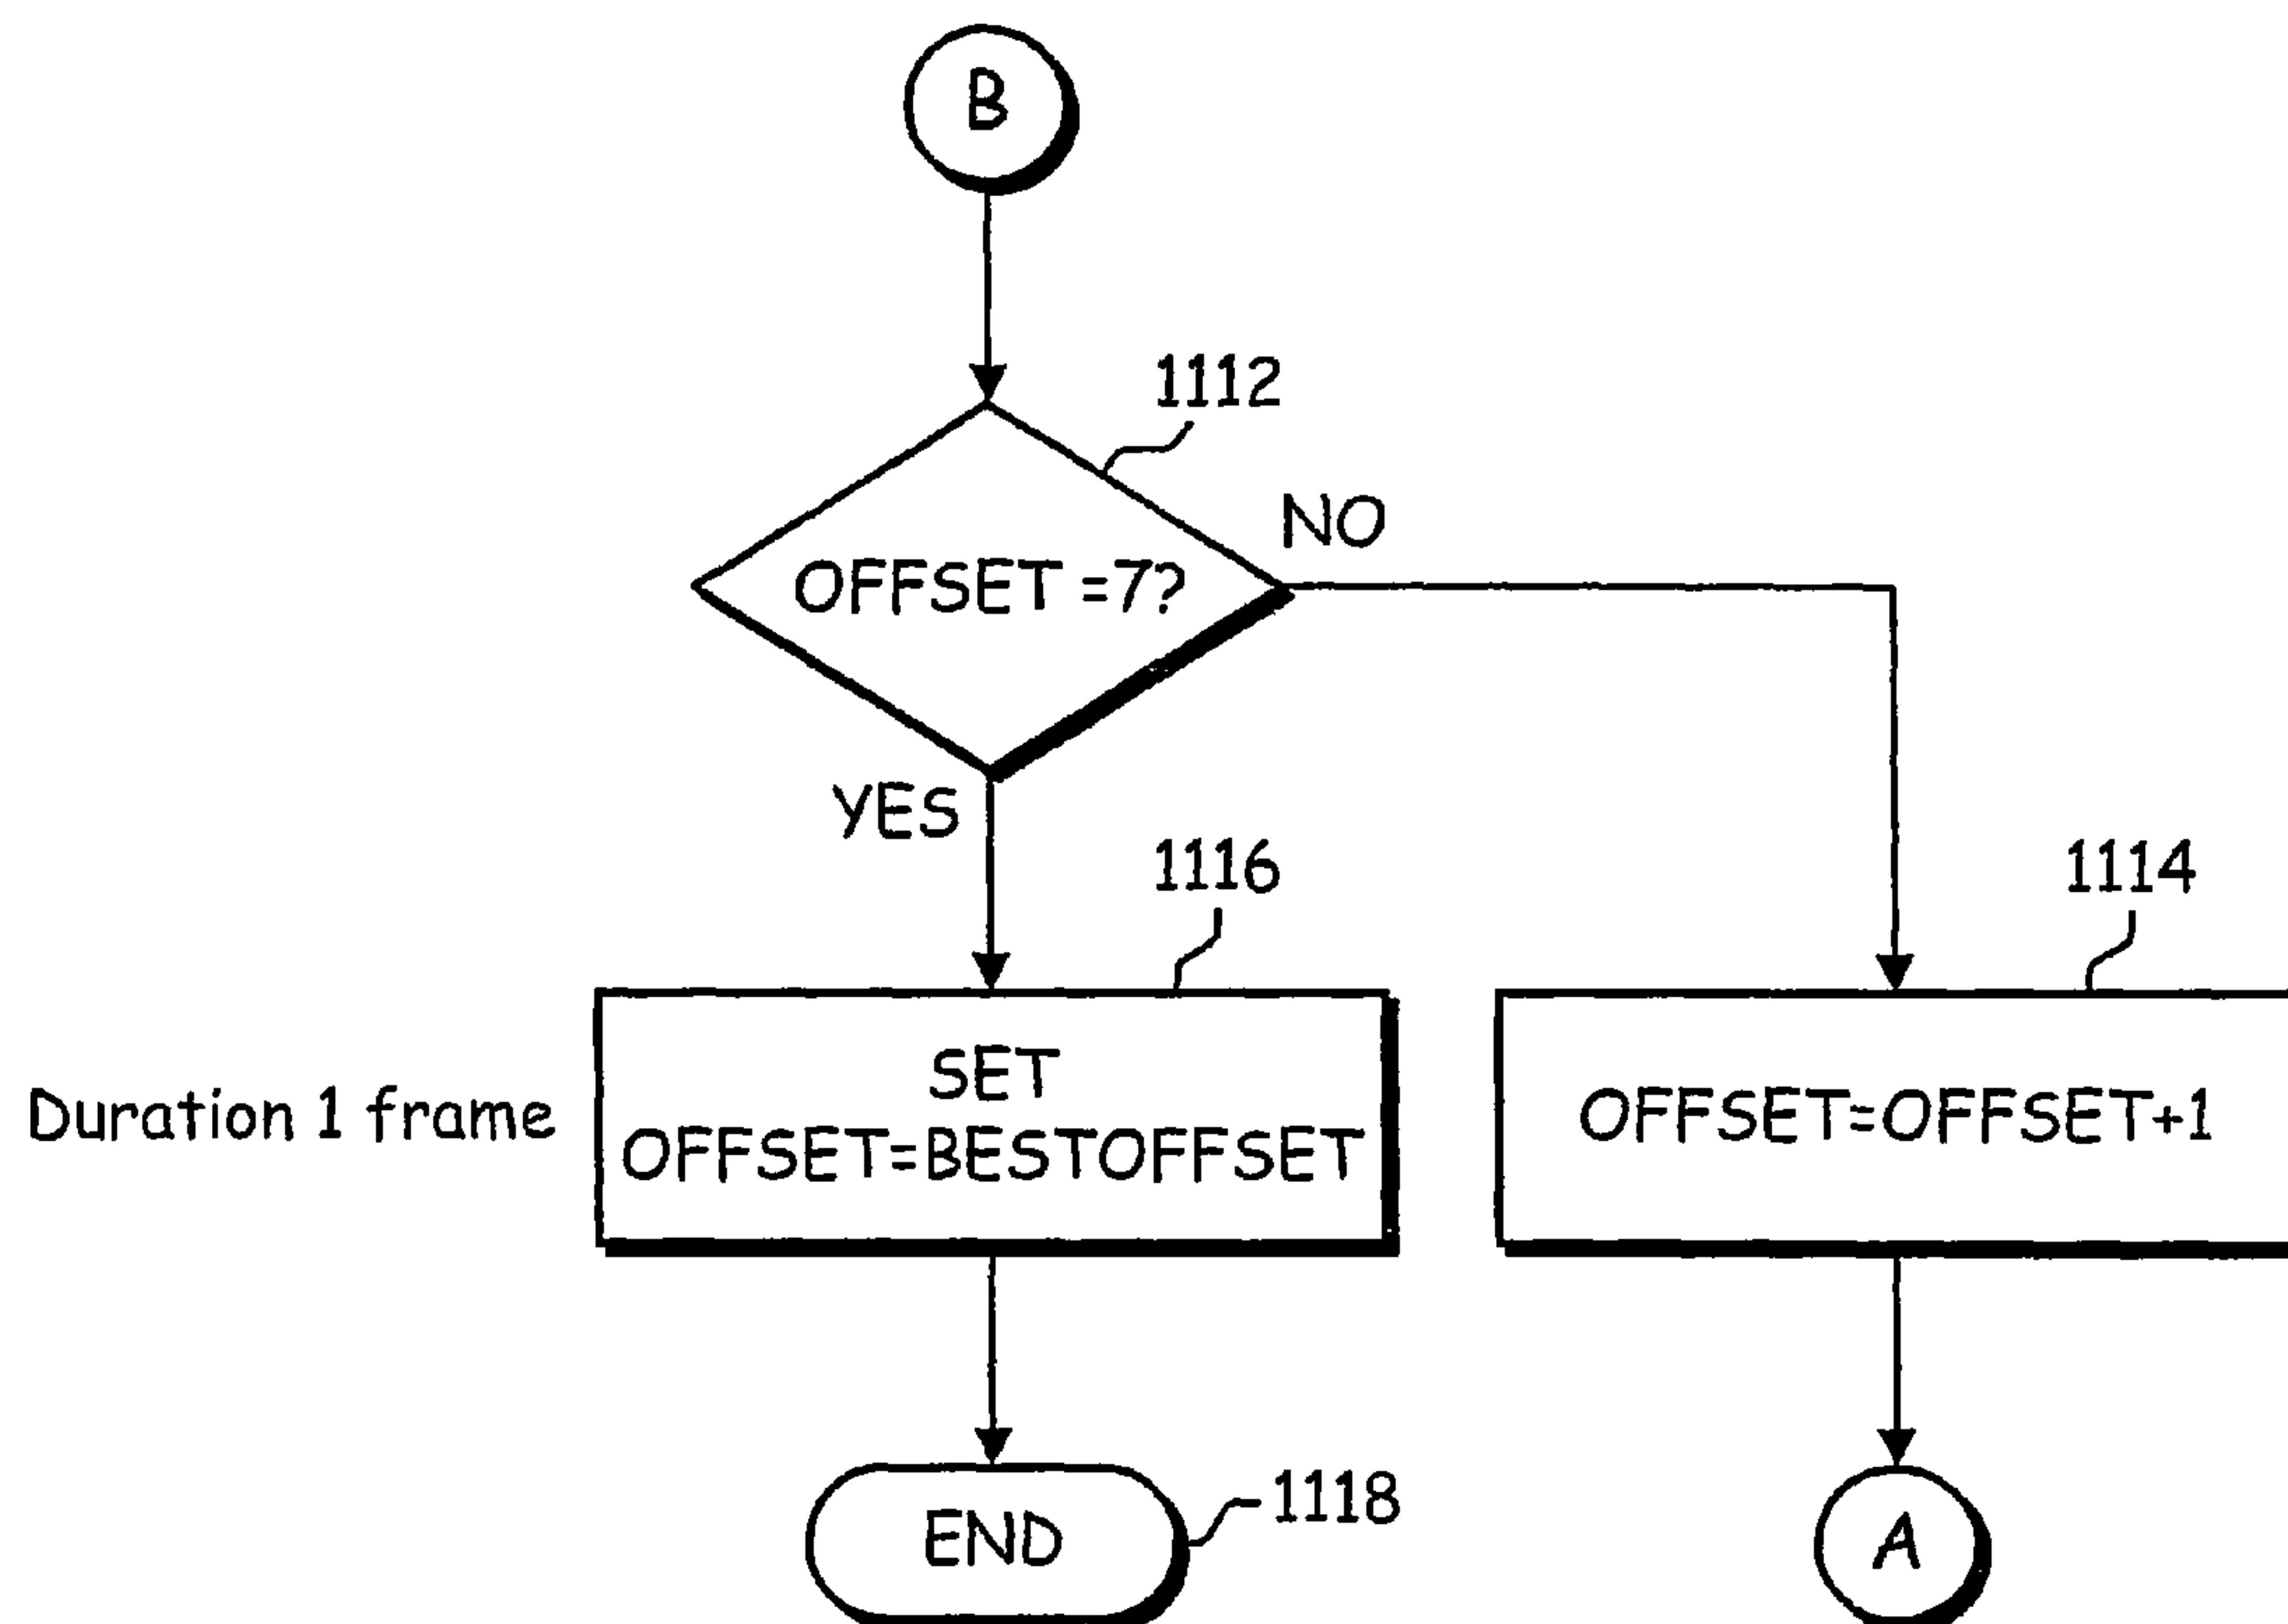 B
1112
NO
OFFSET =7?
YES
1116
1114
SET
Duration 1 frame
OFFSET=OFFSET+1
OFFSET=BESTOFFSET
1118
END
A